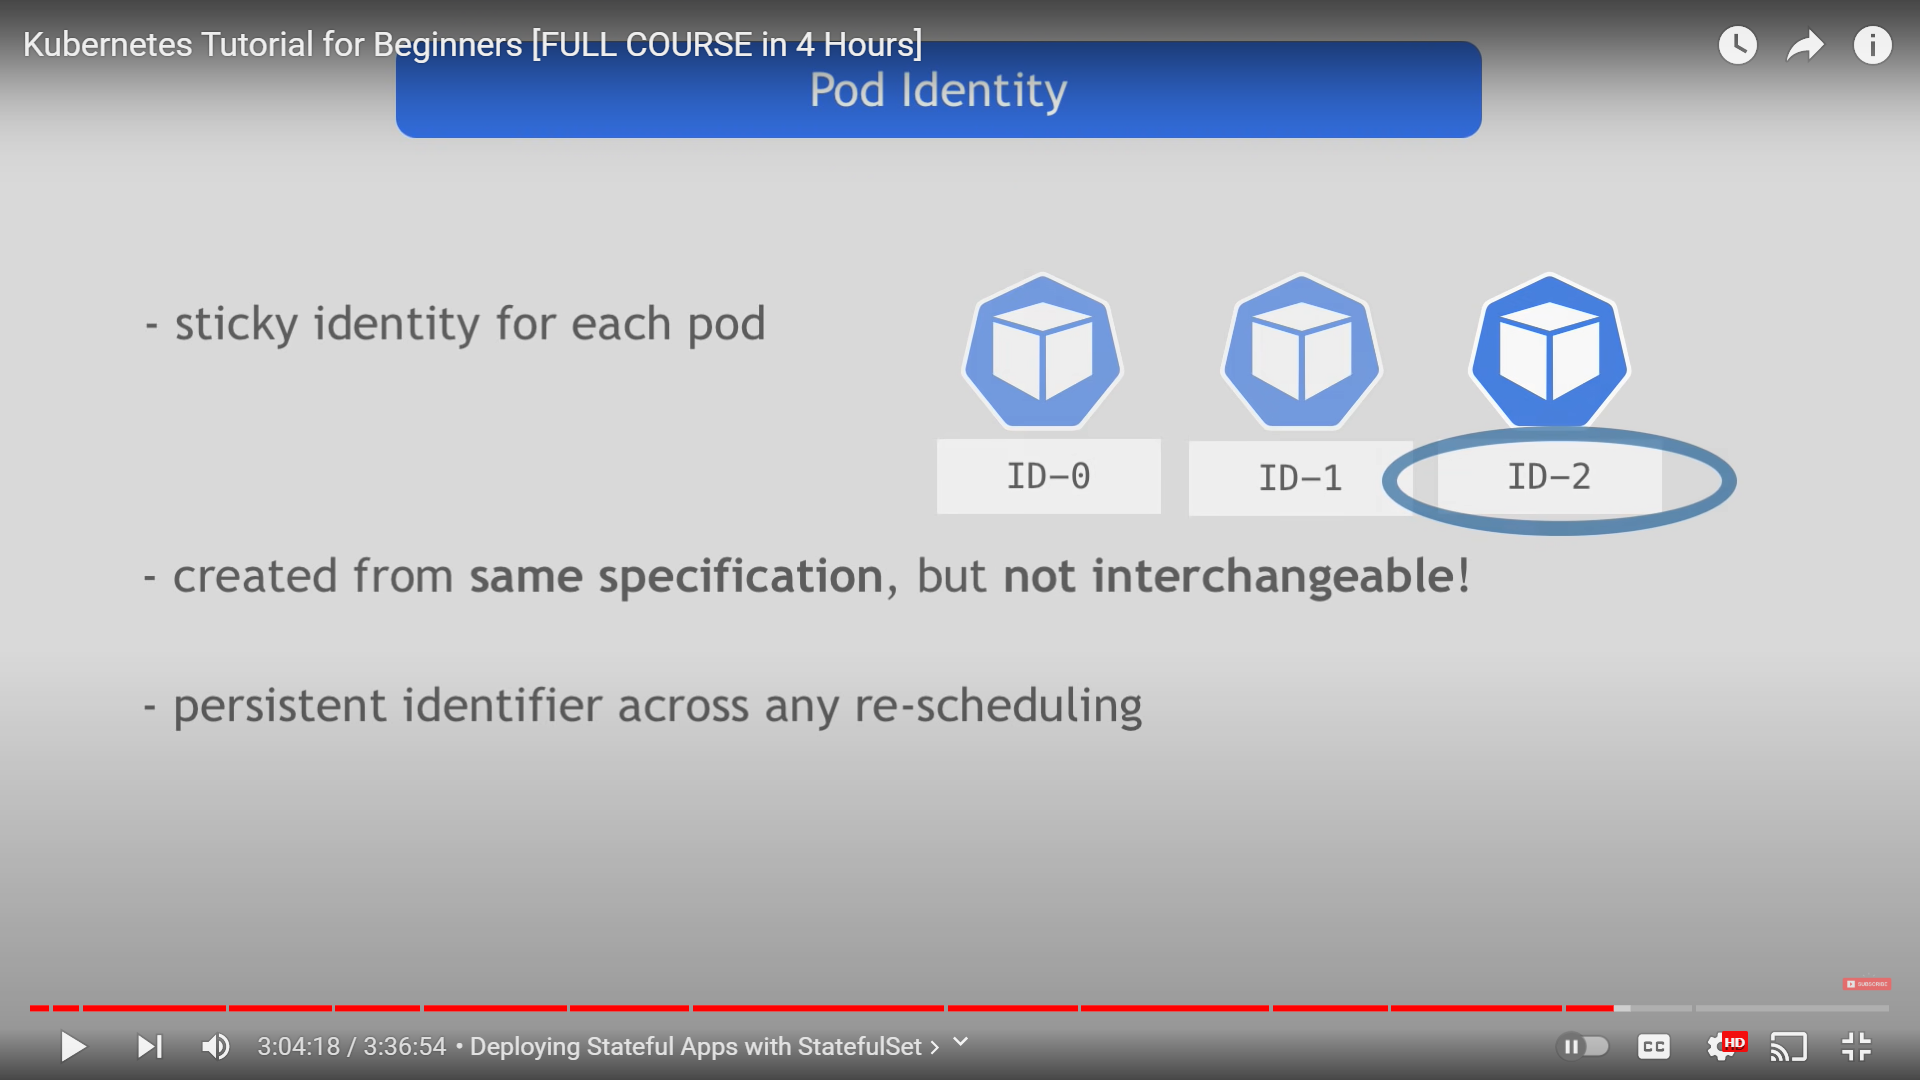 Kubernetes Tutorial for Beginners [FULL COURSE in 4 Hours]
Pod Identity
- sticky identity for each pod
ID-0
ID-1
ID-2
- created from same specification, but not interchangeable!
- persistent identifier across any re-scheduling
SUBSCRIBE
3:04:18 / 3:36:54 • Deploying Stateful Apps with StatefulSet
CC
HD